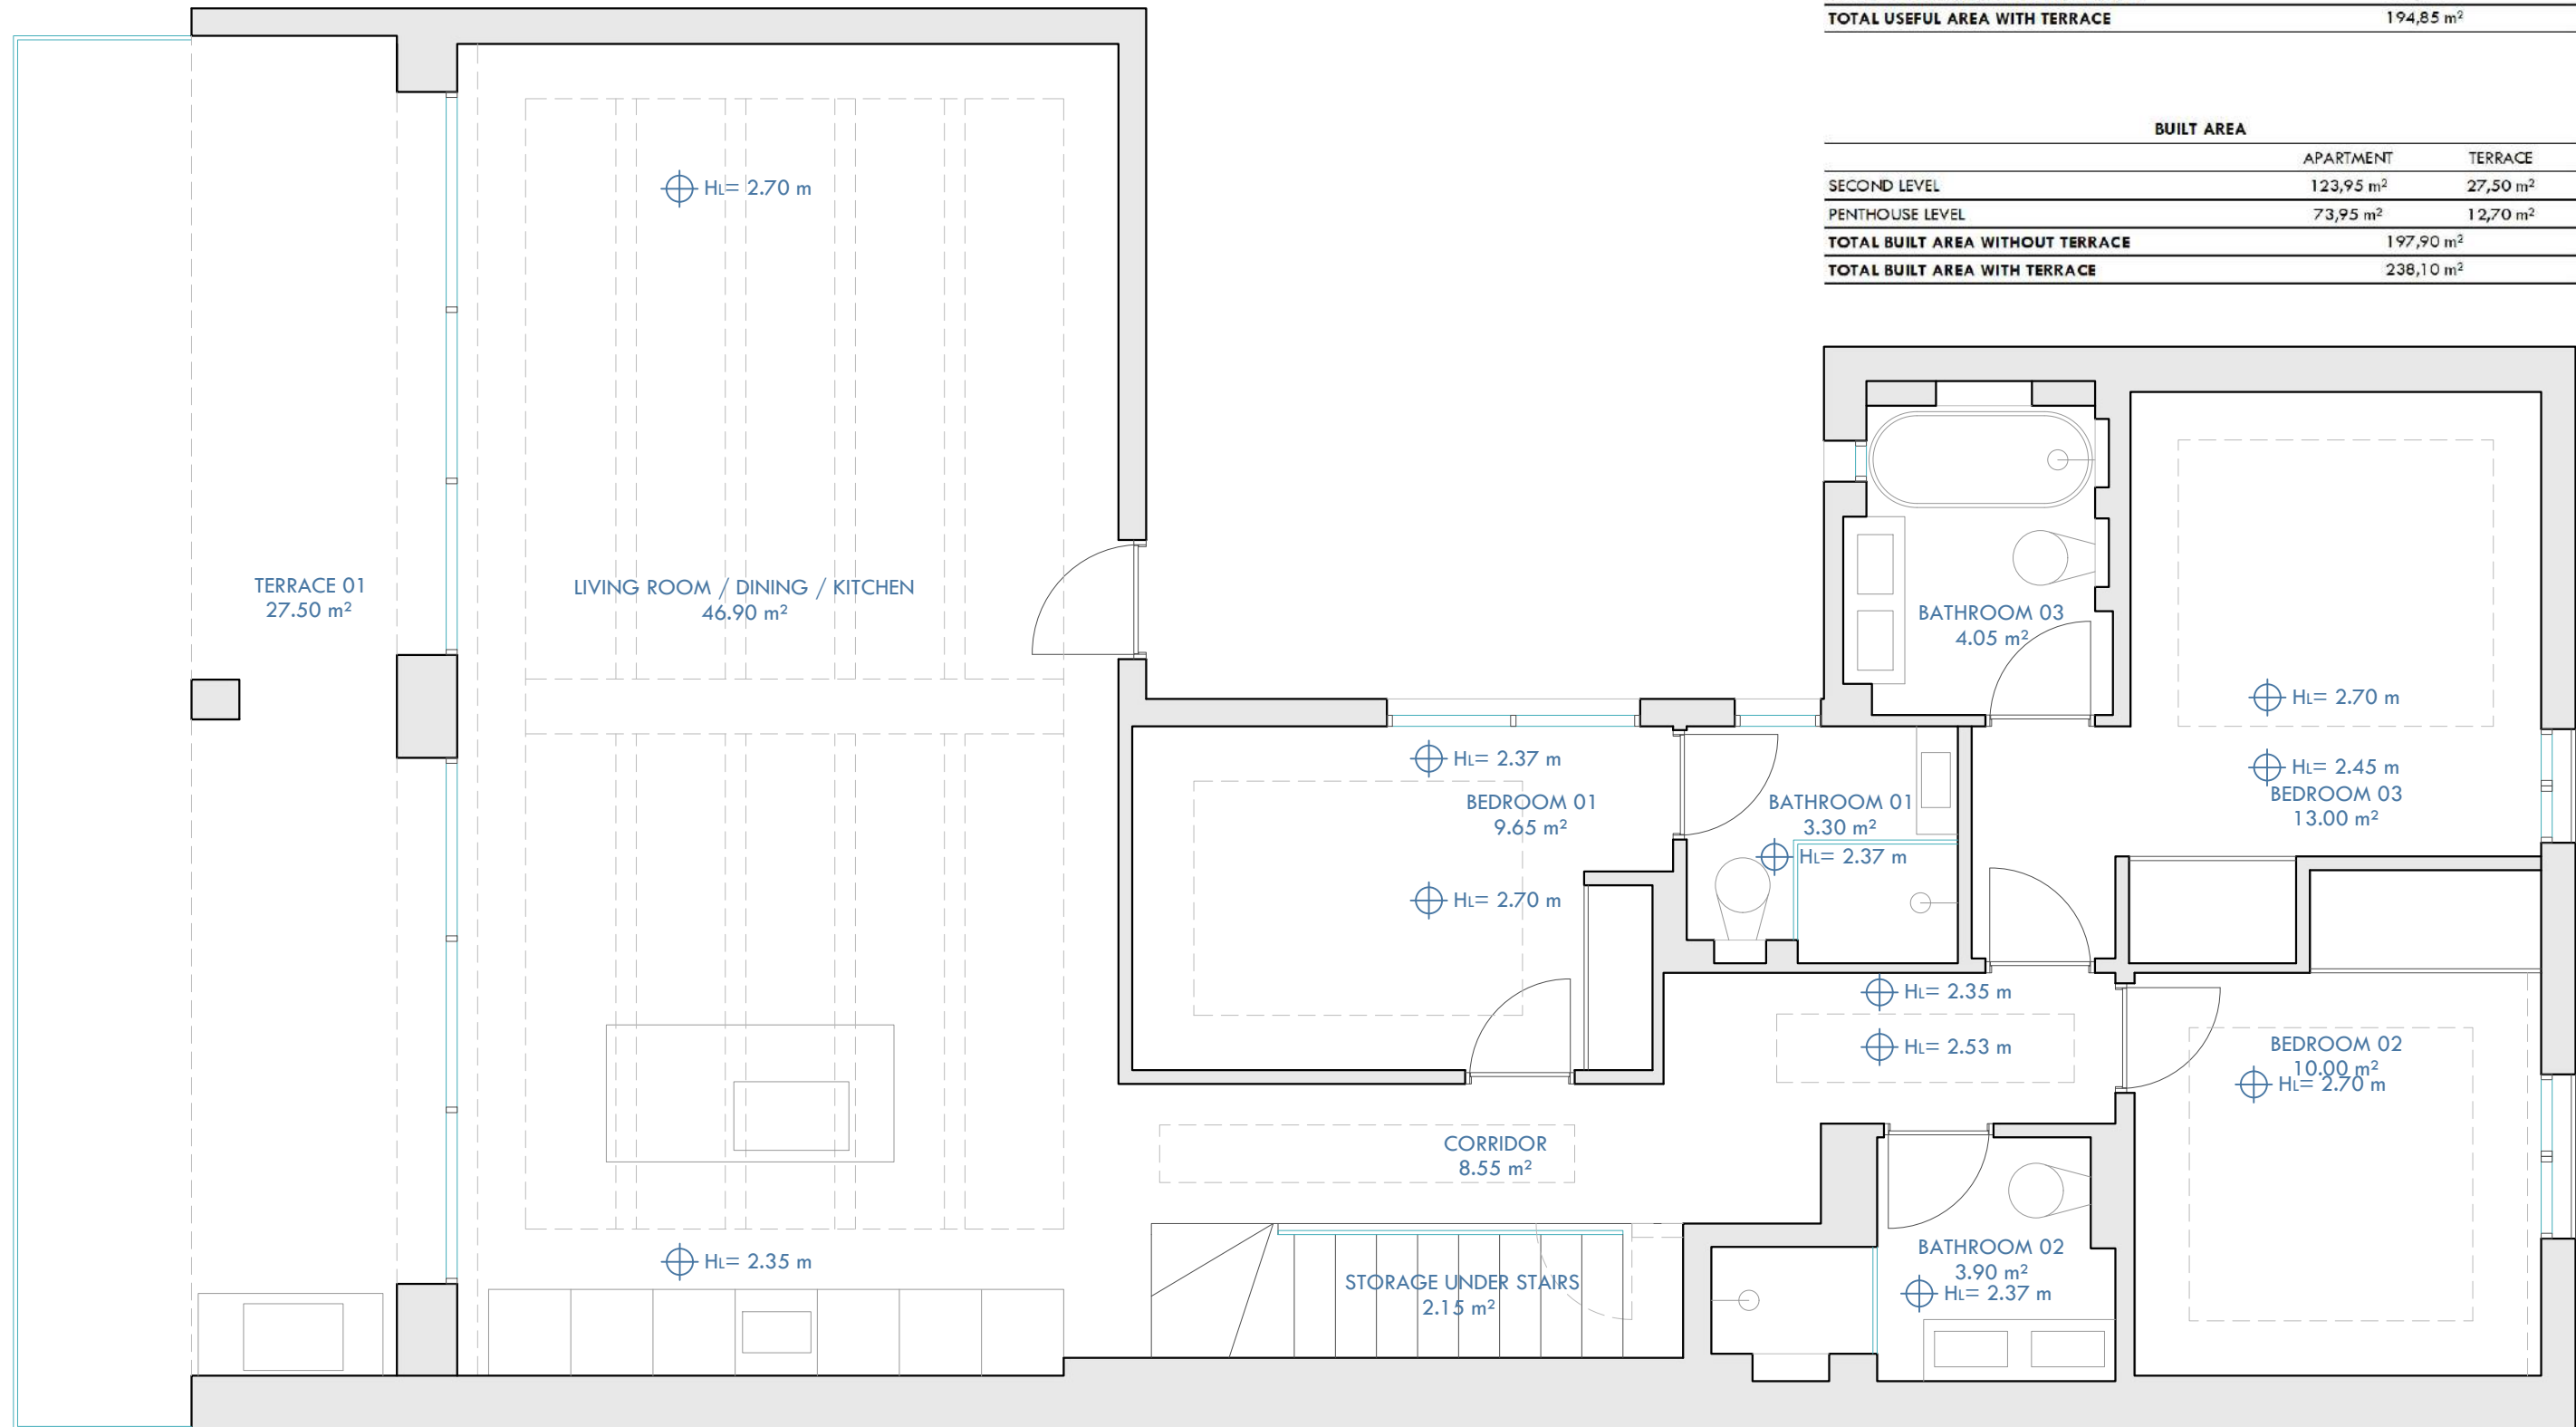 TOTAL USEFUL AREA WITH TERRACE 194,85 m²
BUILT AREA
APARTMENT TERRACE
SECOND LEVEL 123,95 m² 27,50 m²
PENTHOUSE LEVEL 73,95 m² 12,70 m²
TOTAL BUILT AREA WITHOUT TERRACE 197,90 m²
TOTAL BUILT AREA WITH TERRACE 238,10 m²
HL= 2.70 m
TERRACE 01
27.50 m²
LIVING ROOM / DINING / KITCHEN
46.90 m²
HL= 2.35 m
BATHROOM 03
4.05 m²
HL= 2.70 m
HL= 2.45 m
BEDROOM 03
13.00 m²
HL= 2.37 m
BEDROOM 01
9.65 m²
HL= 2.70 m
BATHROOM 01
3.30 m²
HL= 2.37 m
HL= 2.35 m
HL= 2.53 m
BEDROOM 02
10.00 m²
HL= 2.70 m
CORRIDOR
8.55 m²
STORAGE UNDER STAIRS
2.15 m²
BATHROOM 02
3.90 m²
HL= 2.37 m